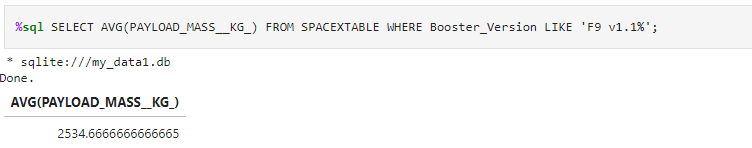 %sql SELECT AVG(PAYLOAD_MASS__KG_) FROM SPACEXTABLE WHERE Booster_Version LIKE 'F9 v1.1%';
* sqlite:///my_data1.db
Done.
AVG(PAYLOAD_MASS__KG_)
2534.6666666666665